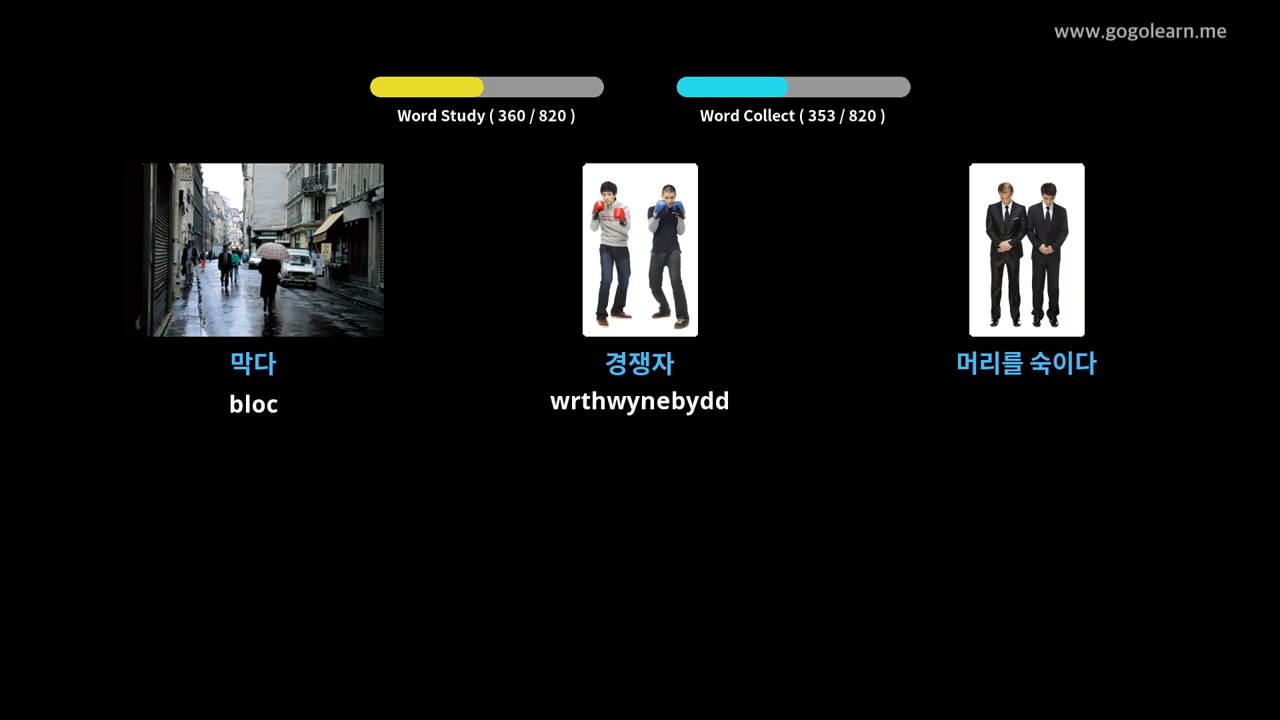 www.gogolearn.me
Word Study ( 360 / 820 )
Word Collect ( 353 / 820 )
막다
경쟁자
머리를 숙이다
bloc
wrthwynebydd